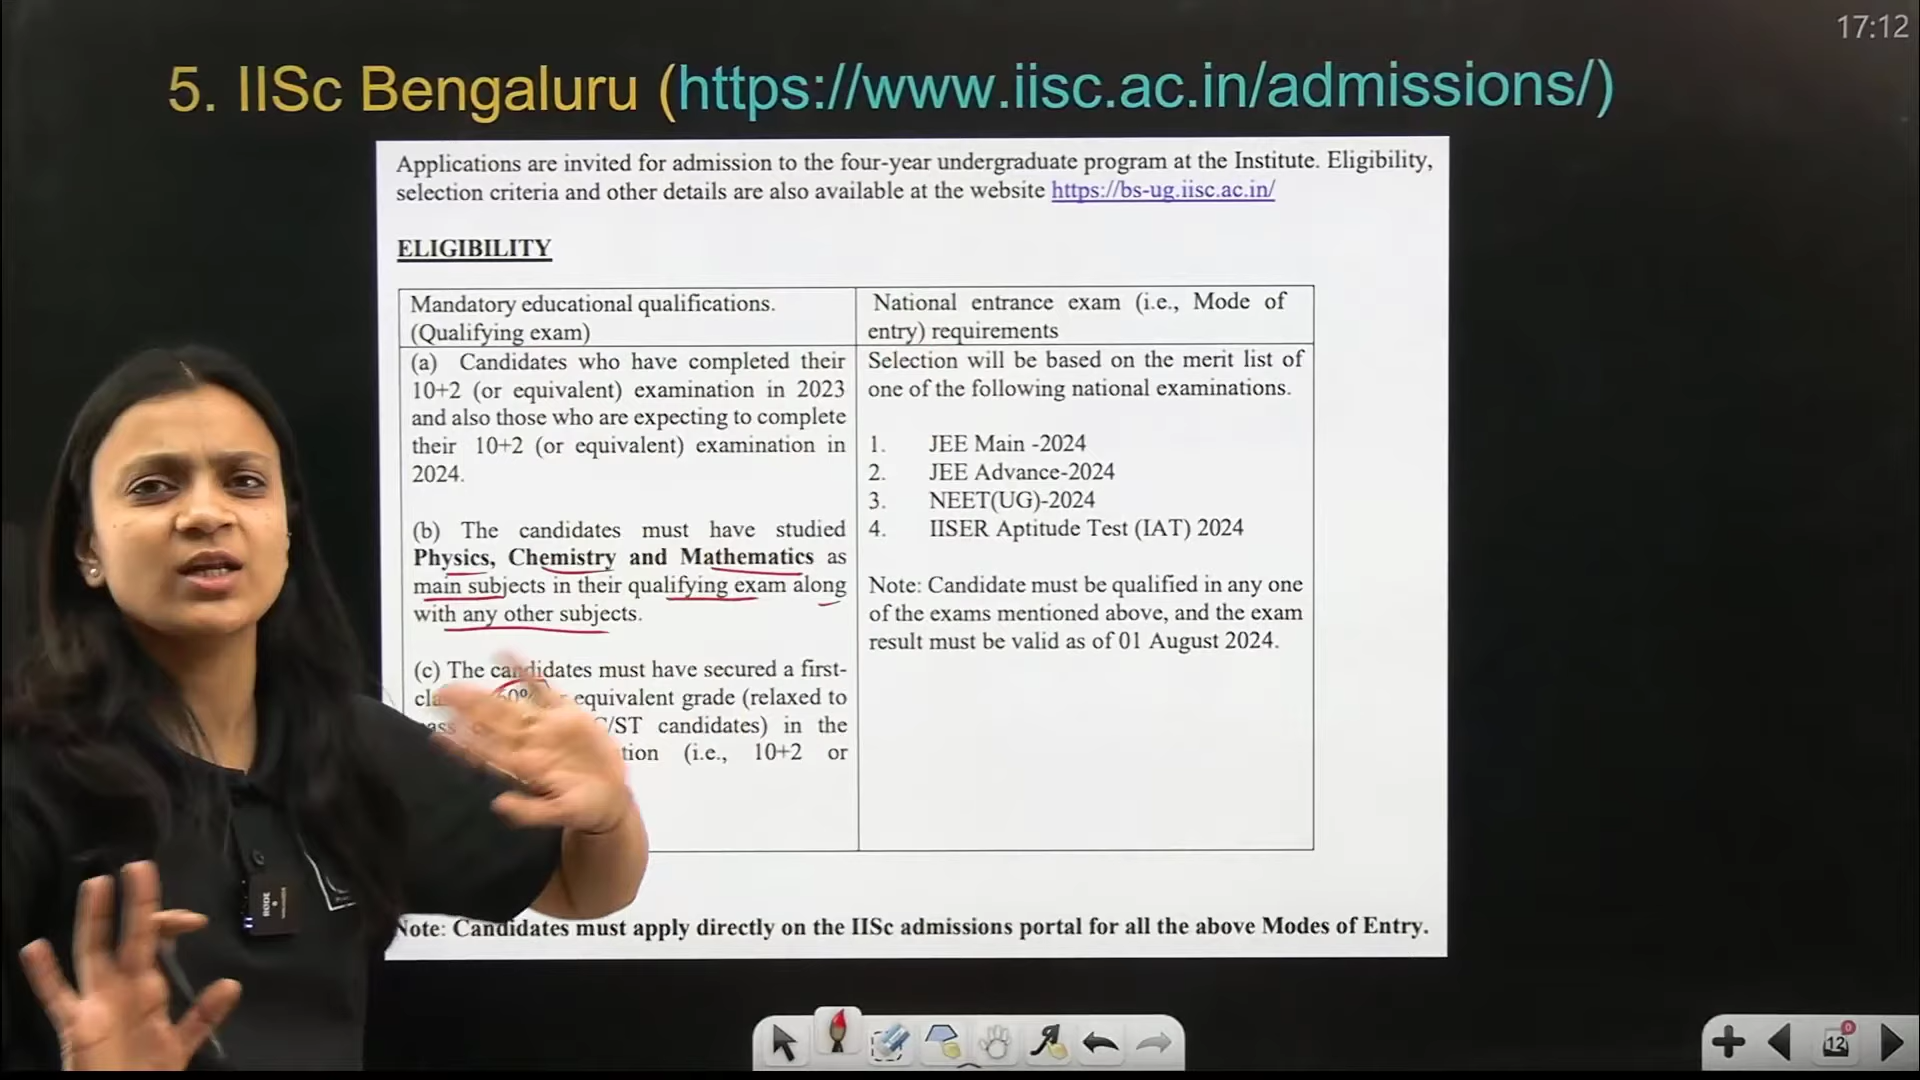 17:12
5. IISc Bengaluru (https://www.iisc.ac.in/admissions/)
Applications are invited for admission to the four-year undergraduate program at the Institute. Eligibility,
selection criteria and other details are also available at the website https://bs-ug.iisc.ac.in/
ELIGIBILITY
Mandatory educational qualifications.
(Qualifying exam)
National entrance exam (i.e., Mode of
entry) requirements
(a) Candidates who have completed their
10+2 (or equivalent) examination in 2023
and also those who are expecting to complete
their 10+2 (or equivalent) examination in
2024.
(b) The candidates must have studied
Physics, Chemistry and Mathematics as
main subjects in their qualifying exam along
with any other subjects.
(c) The candidates must have secured a first-
equivalent grade (relaxed to
/ST candidates) in the
(i.e., 10+2 or
Selection will be based on the merit list of
one of the following national examinations.
1. JEE Main -2024
2. JEE Advance-2024
3. NEET(UG)-2024
4. IISER Aptitude Test (IAT) 2024
Note: Candidate must be qualified in any one
of the exams mentioned above, and the exam
result must be valid as of 01 August 2024.
Note: Candidates must apply directly on the IISc admissions portal for all the above Modes of Entry.
RODE
0
12